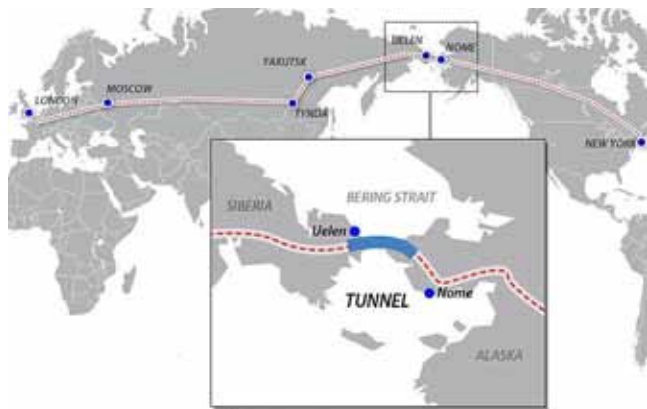 UELEN
NOME
YAKUTSK
MOSCOW
LONDON
TYNDA
NEW YORK
BERING STRAIT
SIBERIA
Uelen
TUNNEL
Nome
ALASKA